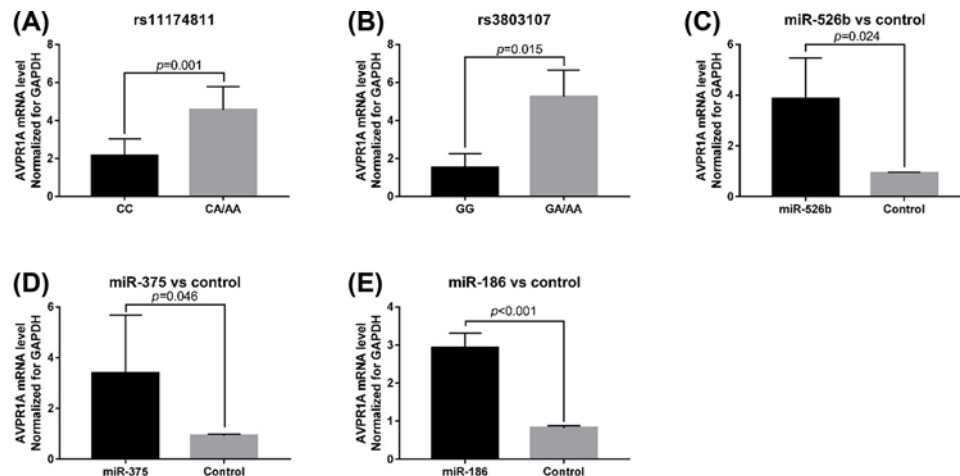 (A)
rs11174811
AVPR1A mRNA level
Normalized for GAPDH
8
6
4
2
0
p=0.001
CC
CA/AA
(B)
rs3803107
AVPR1A mRNA level
Normalized for GAPDH
8
6
4
2
0
p=0.015
GG
GA/AA
(C)
miR-526b vs control
AVPR1A mRNA level
Normalized for GAPDH
6
4
2
0
p=0.024
miR-526b
Control
(D)
miR-375 vs control
AVPR1A mRNA level
Normalized for GAPDH
6
4
2
0
p=0.046
miR-375
Control
(E)
miR-186 vs control
AVPR1A mRNA level
Normalized for GAPDH
4
3
2
1
0
p<0.001
miR-186
Control